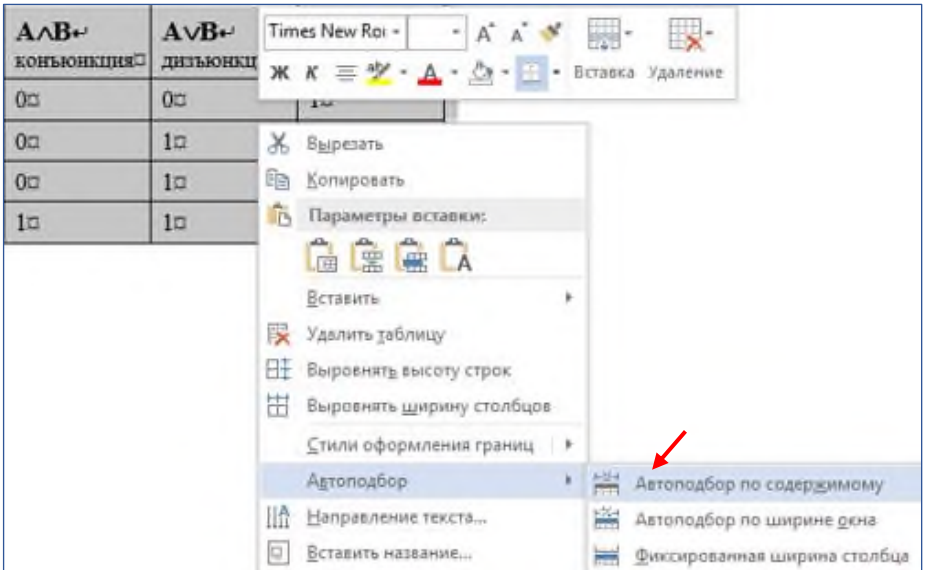 A∧B↵ A∨B↵ Times New Roı
конъюнкция¤ дизъюнкц Ж К Вставка Удаление
0¤ 0¤ 1¤
0¤ 1¤
0¤ 1¤
1¤ 1¤
Вырезать
Копировать
Параметры вставки:
Вставить
Удалить таблицу
Выровнять высоту строк
Выровнять ширину столбцов
Стили оформления границ
Автоподбор
Направление текста...
Вставить название...
Автоподбор по содержимому
Автоподбор по ширине окна
Фиксированная ширина столбца